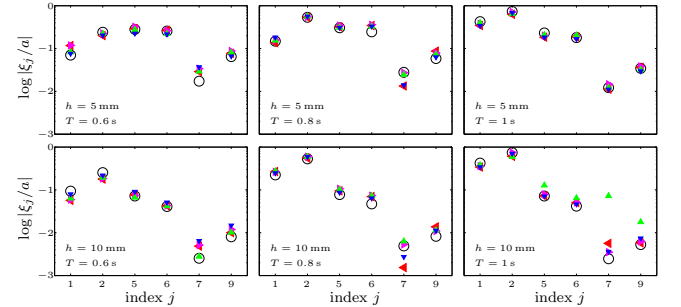 log |ξj/a|
0
−1
−2
−3
h = 5 mm
T = 0.6 s
h = 5 mm
T = 0.8 s
h = 5 mm
T = 1 s
log |ξj/a|
0
−1
−2
−3
h = 10 mm
T = 0.6 s
h = 10 mm
T = 0.8 s
h = 10 mm
T = 1 s
1 2 5 6 7 9
1 2 5 6 7 9
1 2 5 6 7 9
index j
index j
index j